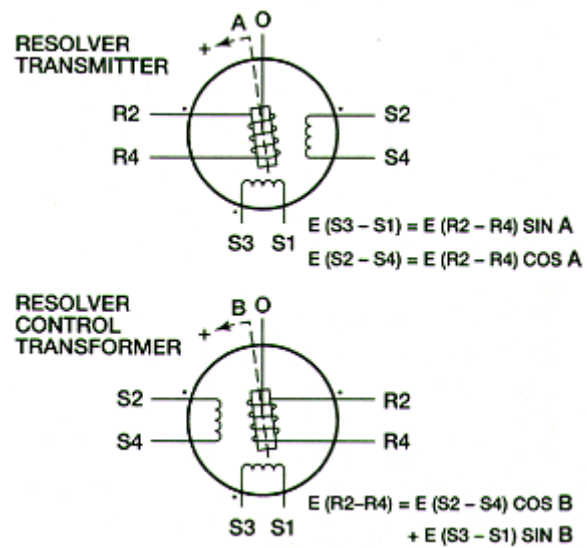 A O
+
RESOLVER
TRANSMITTER
R2
S2
R4
S4
S3 S1
E (S3 – S1) = E (R2 – R4) SIN A
E (S2 – S4) = E (R2 – R4) COS A
RESOLVER
CONTROL
TRANSFORMER
B O
+
S2
R2
S4
R4
S3 S1
E (R2–R4) = E (S2 – S4) COS B
+ E (S3 – S1) SIN B